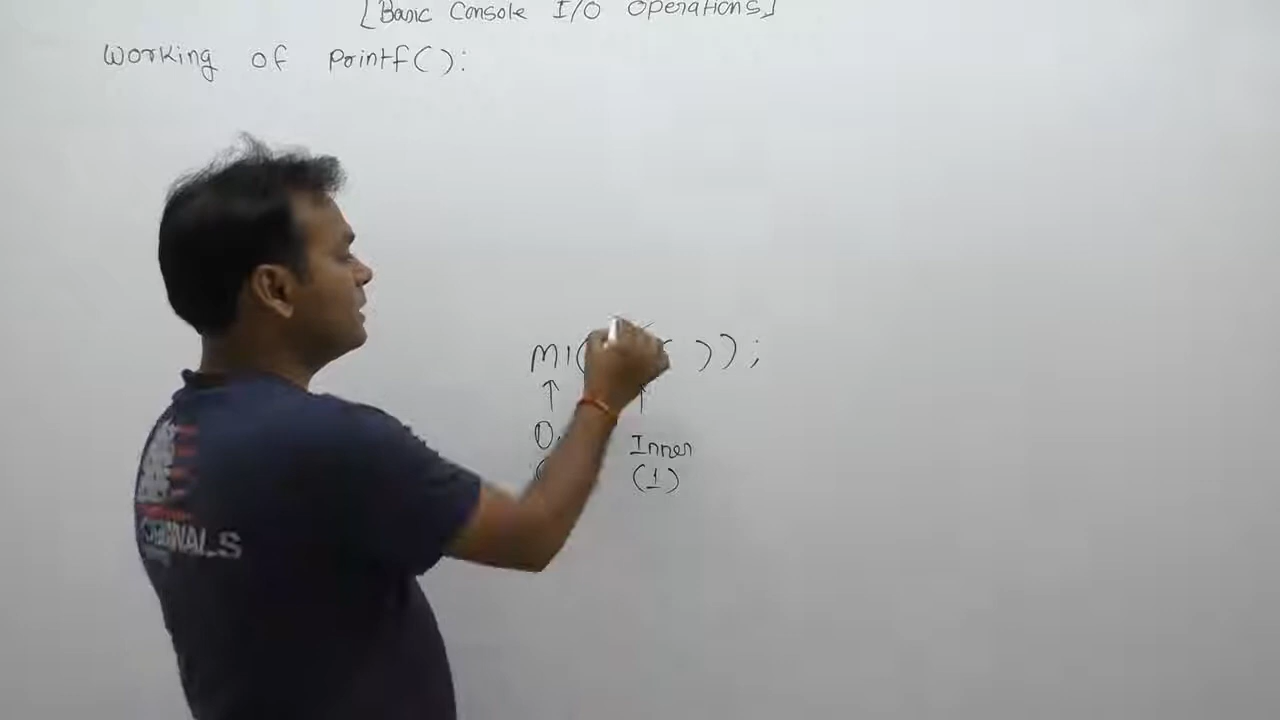 [Basic Console I/O Operations]
Working of printf():
M1( ));
Inner
(1)